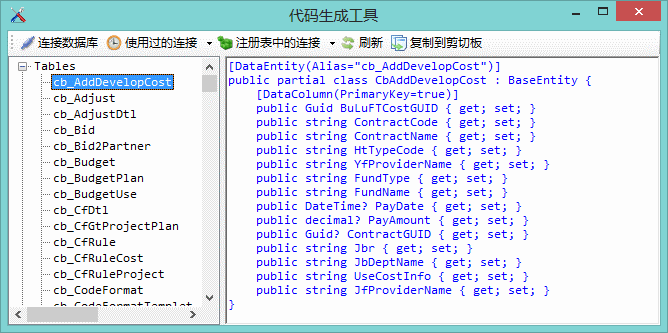 代码生成工具
连接数据库 使用过的连接 注册表中的连接 刷新 复制到剪切板
Tables
cb_AddDevelopCost
cb_Adjust
cb_AdjustDtl
cb_Bid
cb_Bid2Partner
cb_Budget
cb_BudgetPlan
cb_BudgetUse
cb_CfDtl
cb_CfGtProjectPlan
cb_CfRule
cb_CfRuleCost
cb_CfRuleProject
cb_CodeFormat
cb_CodeFormatTemplet
[DataEntity(Alias="cb_AddDevelopCost")]
public partial class CbAddDevelopCost : BaseEntity {
    [DataColumn(PrimaryKey=true)]
    public Guid BuLuFTCostGUID { get; set; }
    public string ContractCode { get; set; }
    public string ContractName { get; set; }
    public string HtTypeCode { get; set; }
    public string YfProviderName { get; set; }
    public string FundType { get; set; }
    public string FundName { get; set; }
    public DateTime? PayDate { get; set; }
    public decimal? PayAmount { get; set; }
    public Guid? ContractGUID { get; set; }
    public string Jbr { get; set; }
    public string JbDeptName { get; set; }
    public string UseCostInfo { get; set; }
    public string JfProviderName { get; set; }
}